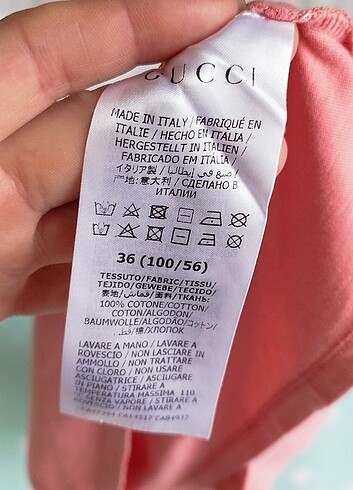 GUCCI
MADE IN ITALY / FABRIQUÉ EN
ITALIE / HECHO EN ITALIA /
HERGESTELLT IN ITALIEN /
FABRICADO EM ITALIA /
イタリア製 / صنع في إيطاليا /
产地:意大利 / СДЕЛАНО В
ИТАЛИИ
36 (100/56)
TESSUTO/FABRIC/TISSU/
TEJIDO/GEWEBE/TECIDO/
表地/قماش/面料/ТКАНЬ:
100% COTONE/COTTON/
COTON/ALGODON/
BAUMWOLLE/ALGODÃO/コットン/
قطن/棉/ХЛОПОК
LAVARE A MANO / LAVARE A
ROVESCIO / NON LASCIARE IN
AMMOLLO / NON TRATTARE
CON CLORO / NON USARE
ASCIUGATRICE / ASCIUGARE
IN PIANO / STIRARE A
TEMPERATURA MASSIMA 110
SENZA VAPORE / STIRARE A
ROVESCIO / NON LAVARE A